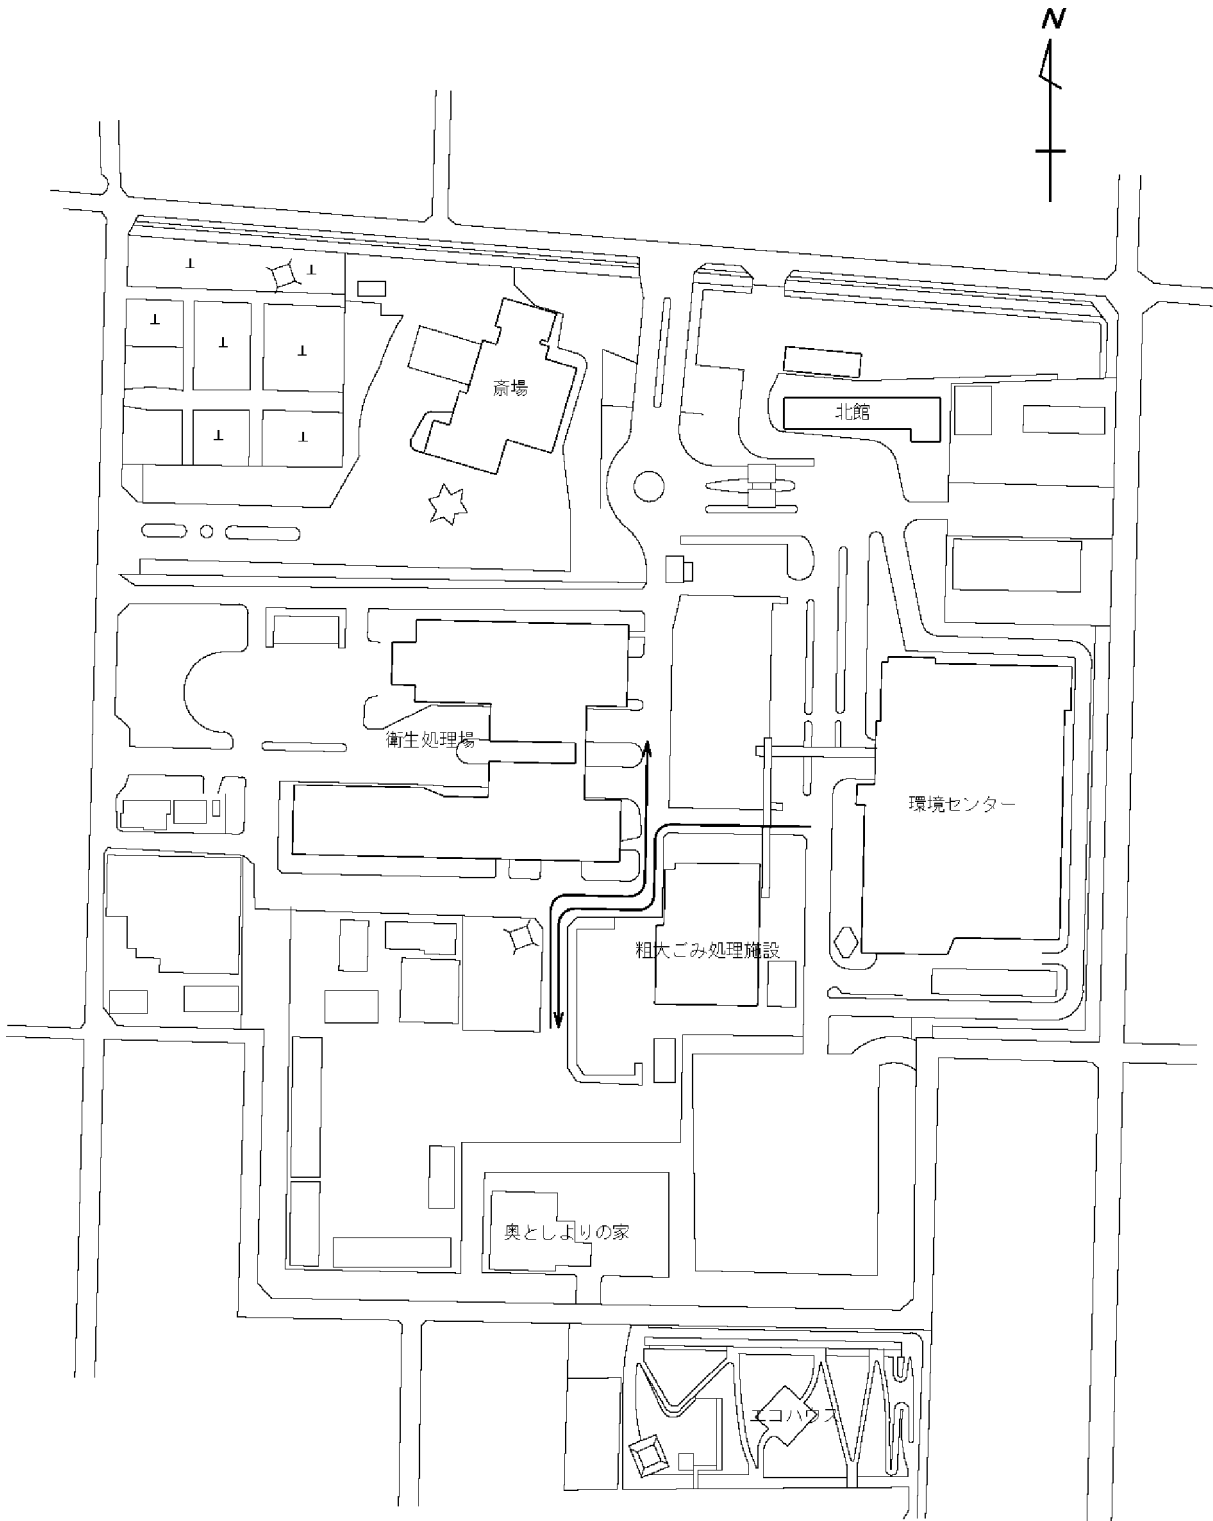 N
斎場
北館
衛生処理場
環境センター
粗大ごみ処理施設
奥としよりの家
エコハウス